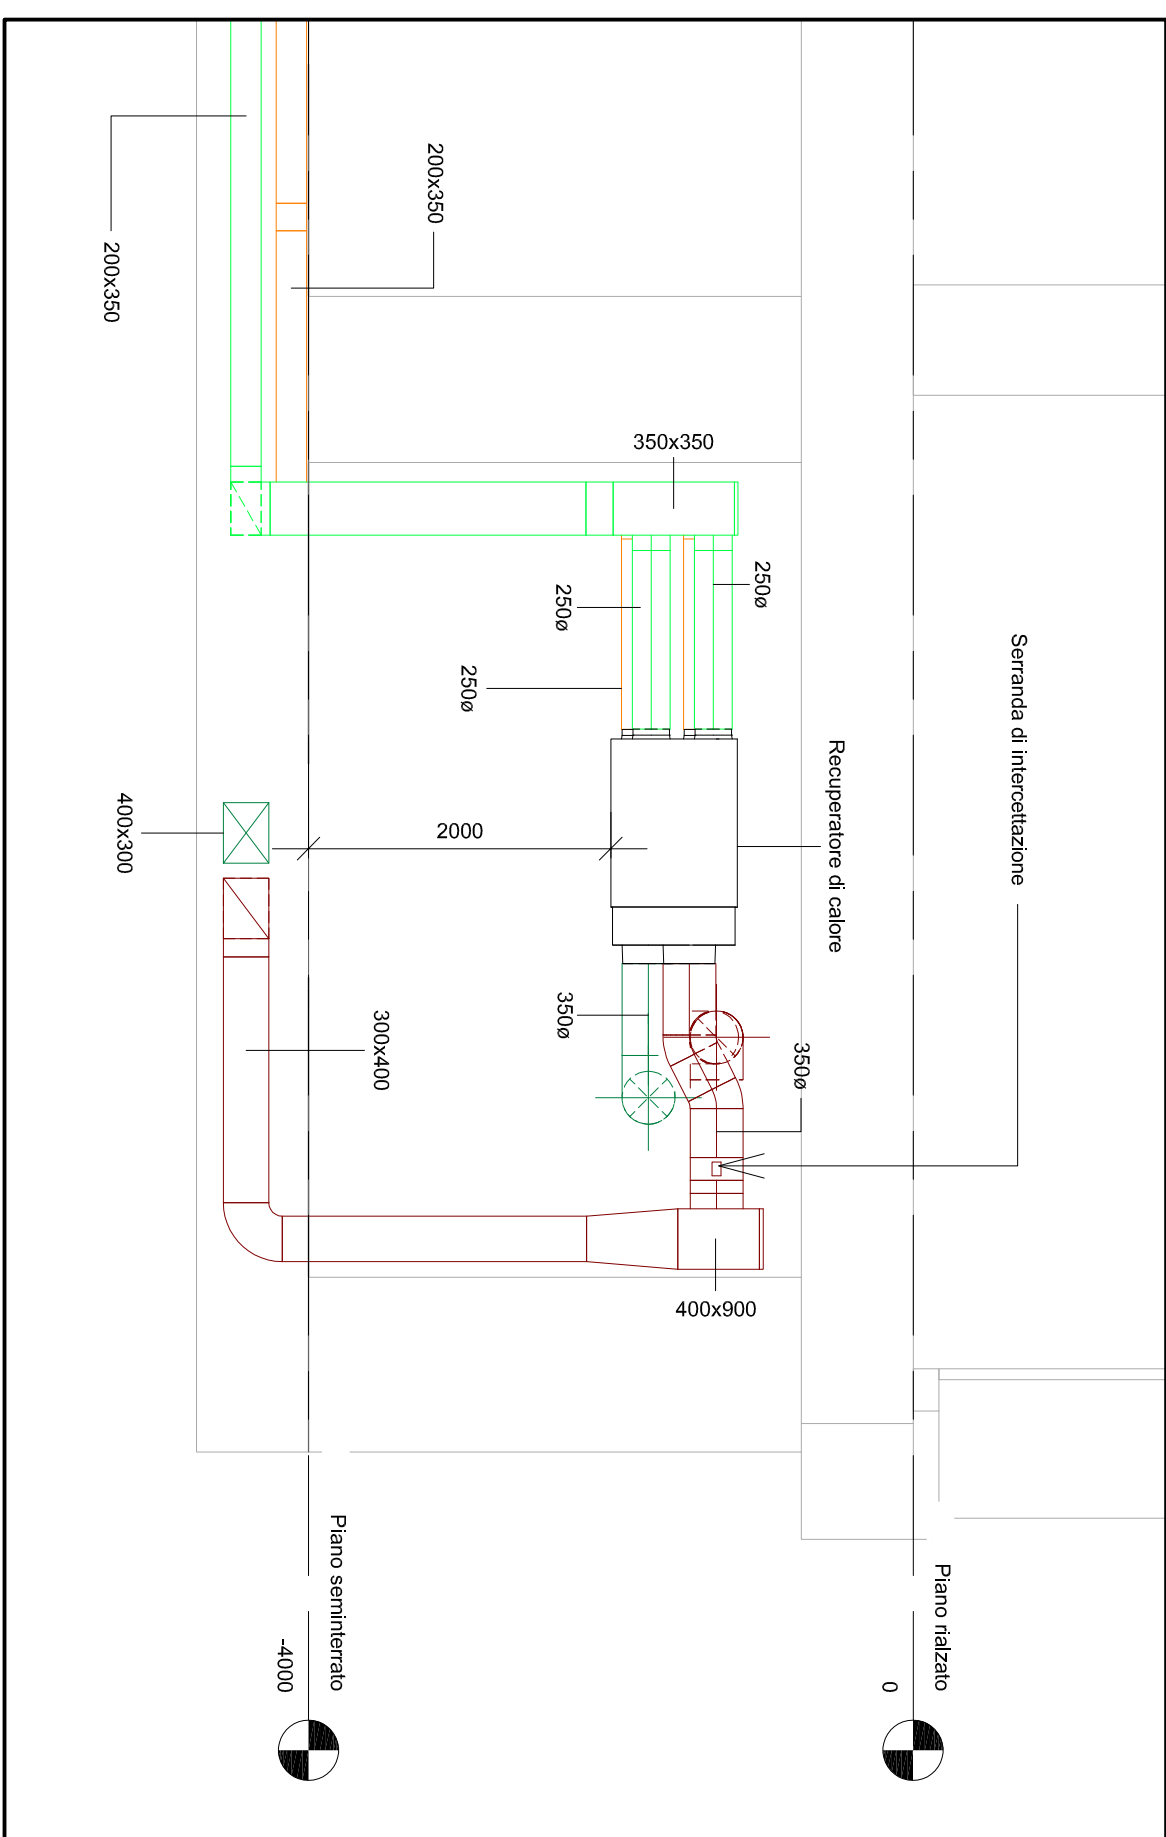 Piano rialzato
0
Serranda di intercettazione
Recuperatore di calore
250ø
350ø
350x350
400x900
250ø
350ø
250ø
2000
200x350
300x400
Piano seminterrato
-4000
200x350
400x300